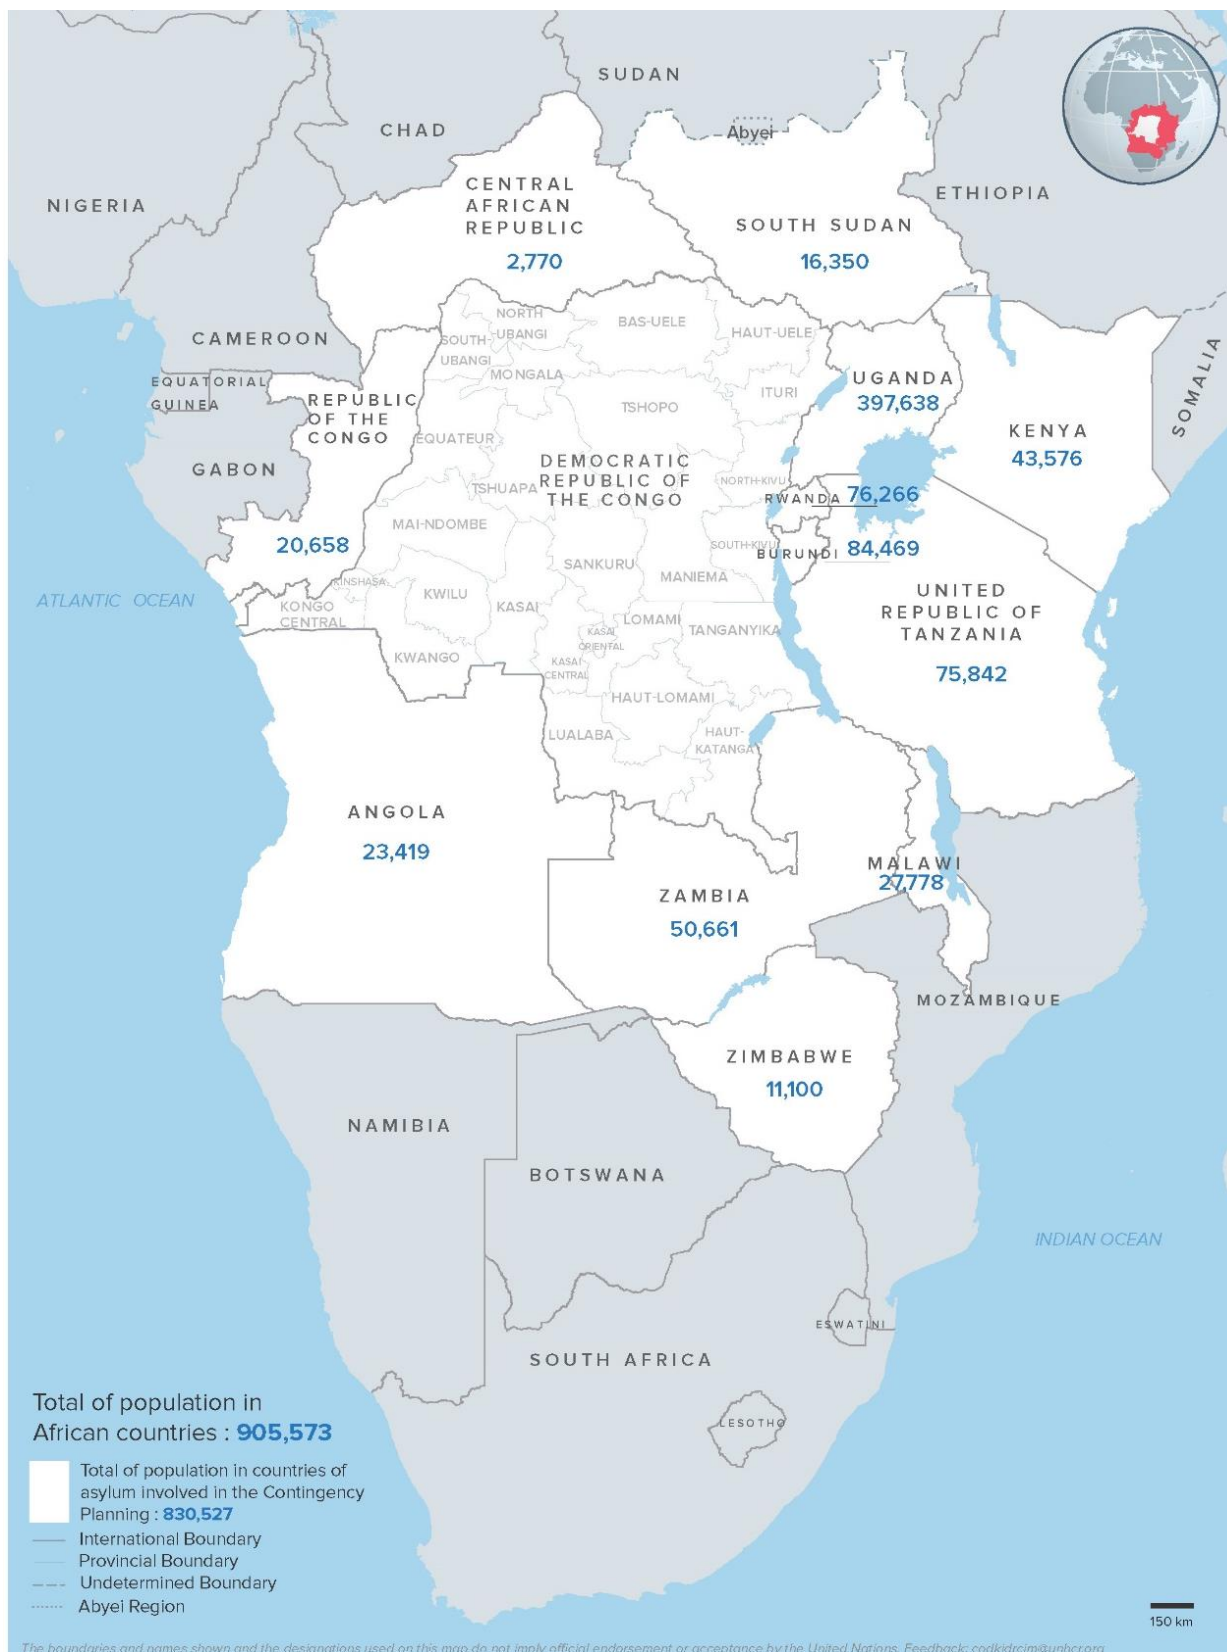 SUDAN
CHAD
Abyei
NIGERIA
ETHIOPIA
CENTRAL
AFRICAN
REPUBLIC
2,770
SOUTH SUDAN
16,350
CAMEROON
NORTH
UBANGI
SOUTH-
UBANGI
BAS-UELE
HAUT-UELE
MONGALA
ITURI
UGANDA
397,638
SOMALIA
EQUATORIAL
GUINEA
REPUBLIC
OF THE
CONGO
TSHOPO
KENYA
43,576
GABON
EQUATEUR
DEMOCRATIC
REPUBLIC OF
THE CONGO
TSHUAPA
NORTH-KIVU
RWANDA 76,266
MAI-NDOMBE
20,658
SOUTH-KIVU
BURUNDI 84,469
SANKURU
MANIEMA
ATLANTIC OCEAN
KINSHASA
KONGO
CENTRAL
KWILU
KASAI
UNITED
REPUBLIC OF
TANZANIA
75,842
KASAI
ORIENTAL
LOMAMI
TANGANYIKA
KWANGO
KASAI
CENTRAL
HAUT-LOMAMI
LUALABA
HAUT-
KATANGA
ANGOLA
23,419
MALAWI
27,778
ZAMBIA
50,661
MOZAMBIQUE
ZIMBABWE
11,100
NAMIBIA
BOTSWANA
INDIAN OCEAN
ESWATINI
SOUTH AFRICA
LESOTHO
Total of population in
African countries : 905,573
Total of population in countries of
asylum involved in the Contingency
Planning : 830,527
International Boundary
Provincial Boundary
Undetermined Boundary
Abyei Region
150 km
The boundaries and names shown and the designations used on this map do not imply official endorsement or acceptance by the United Nations. Feedback: codkidrcim@unhcr.org